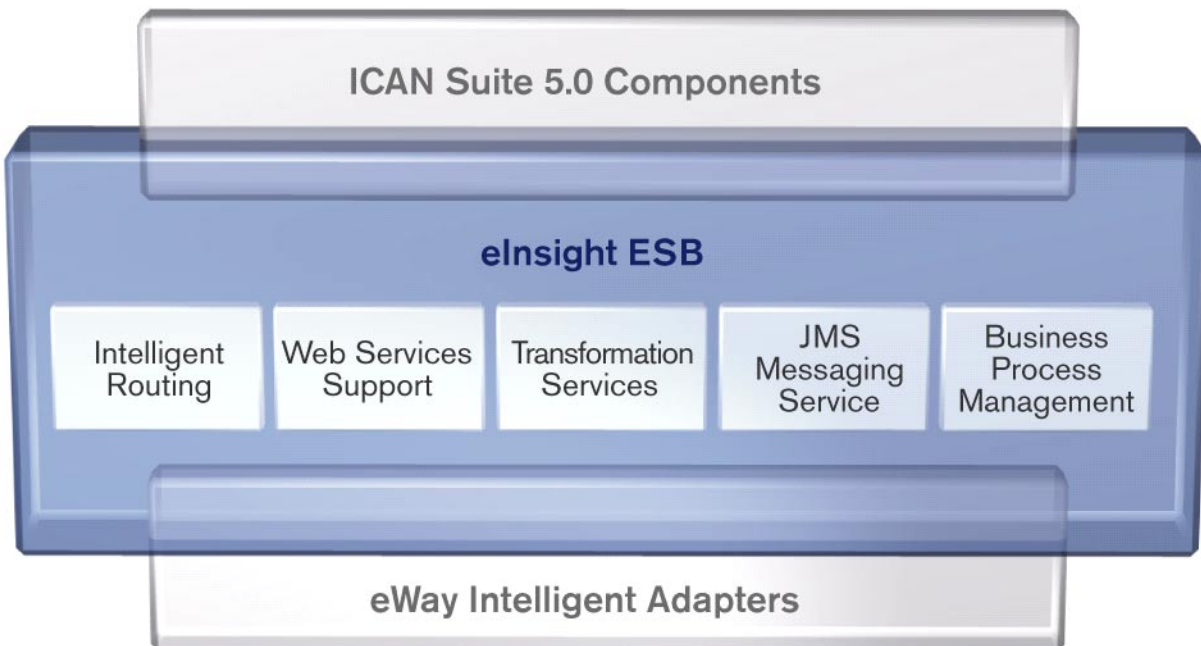 ICAN Suite 5.0 Components
eInsight ESB
Intelligent
Routing
Web Services
Support
Transformation
Services
JMS
Messaging
Service
Business
Process
Management
eWay Intelligent Adapters